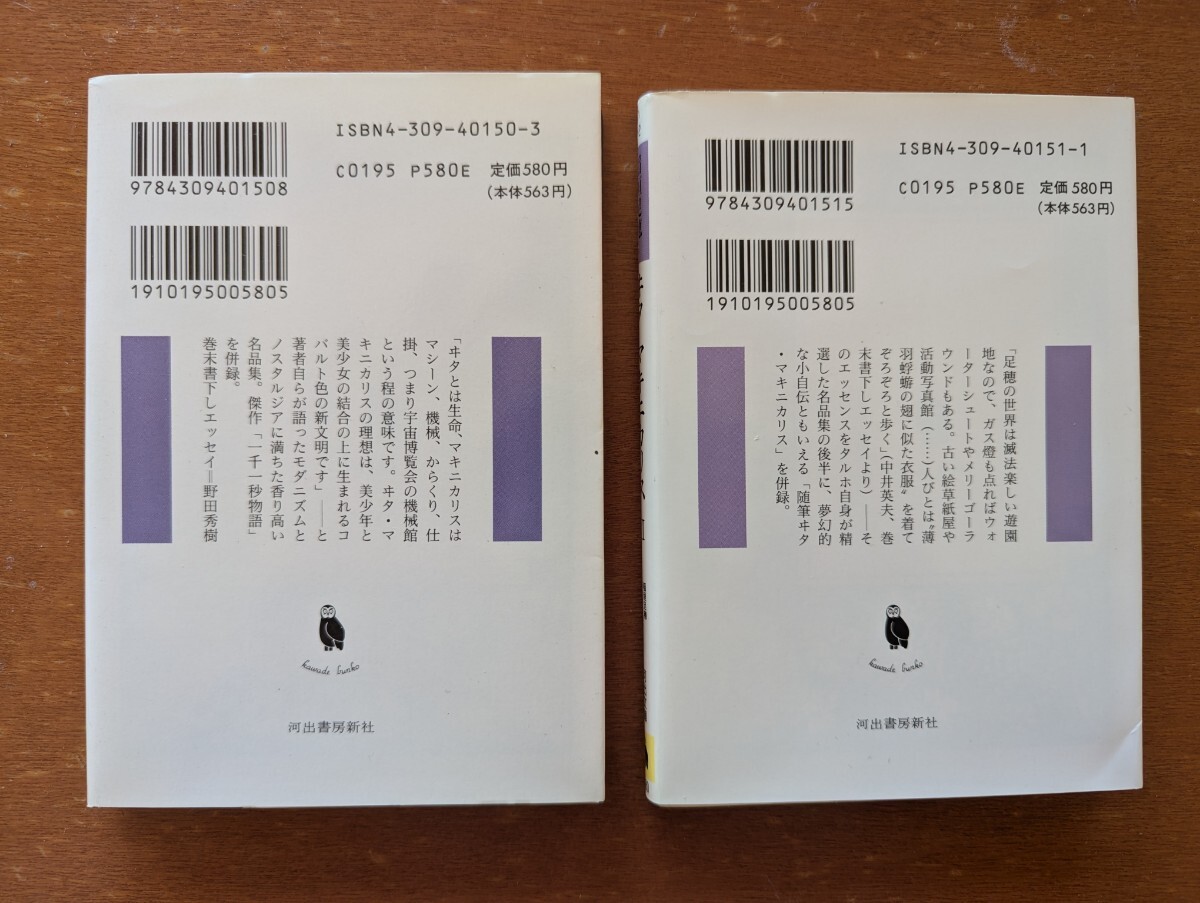 ISBN4-309-40150-3
9784309401508
C0195 P580E 定価580円
(本体563円)
1910195005805
「ヰタとは生命、マキニカリスは
マシーン、機械、からくり、仕
掛、つまり宇宙博覧会の機械館
という程の意味です。ヰタ・マ
キニカリスの理想は、美少年と
美少女の結合の上に生まれるコ
バルト色の新文明です」――と
著者自らが語ったモダニズムと
ノスタルジアに満ちた香り高い
名品集。傑作「一千一秒物語」
を併録。
巻末書下しエッセイ＝野田秀樹
kawade bunko
河出書房新社
ISBN4-309-40151-1
9784309401515
C0195 P580E 定価580円
(本体563円)
1910195005805
「足穂の世界は滅法楽しい遊園
地なので、ガス燈も点ればウォ
ーターシュートやメリーゴーラ
ウンドもある。古い絵草紙屋や
活動写真館（……）人びとは〝薄
羽蜉蝣の翅に似た衣服〟を着て
ぞろぞろと歩く」（中井英夫、巻
末書下しエッセイより）――そ
のエッセンスをタルホ自身が精
選した名品集の後半に、夢幻的
な小自伝ともいえる「随筆ヰタ
・マキニカリス」を併録。
kawade bunko
河出書房新社